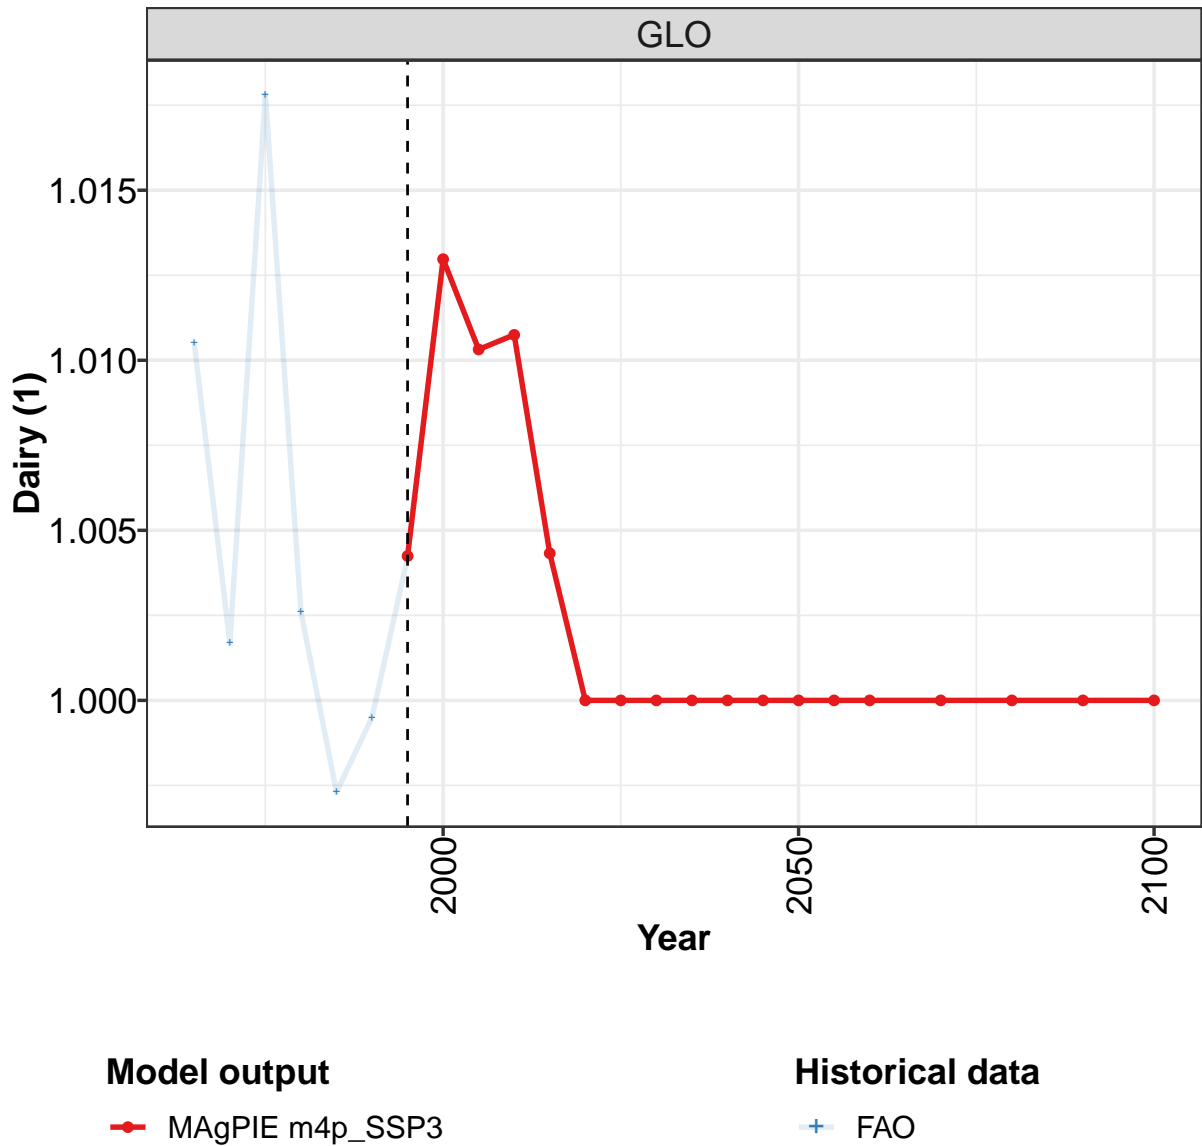 GLO
Dairy (1)
1.015
1.010
1.005
1.000
2000
2050
2100
Year
Model output
MAgPIE m4p_SSP3
Historical data
FAO